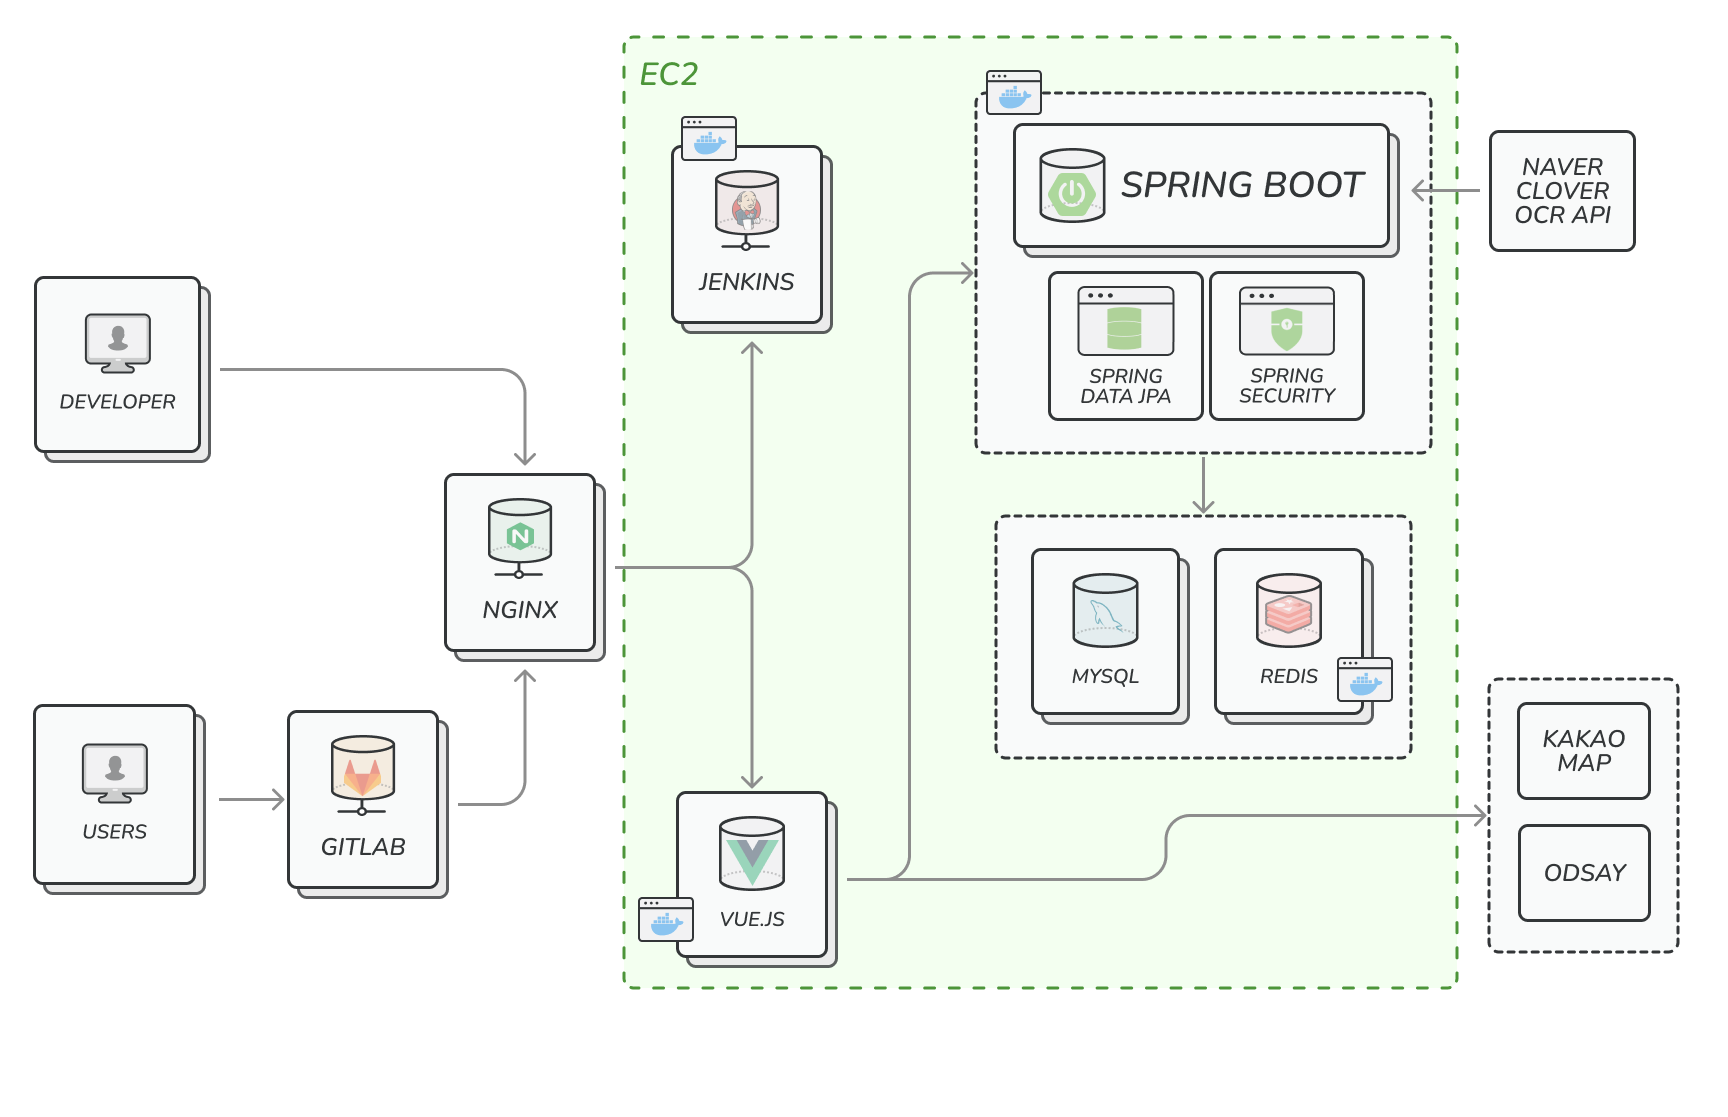 EC2
JENKINS
SPRING BOOT
NAVER
CLOVER
OCR API
DEVELOPER
SPRING
DATA JPA
SPRING
SECURITY
NGINX
MYSQL
REDIS
USERS
GITLAB
VUE.JS
KAKAO
MAP
ODSAY